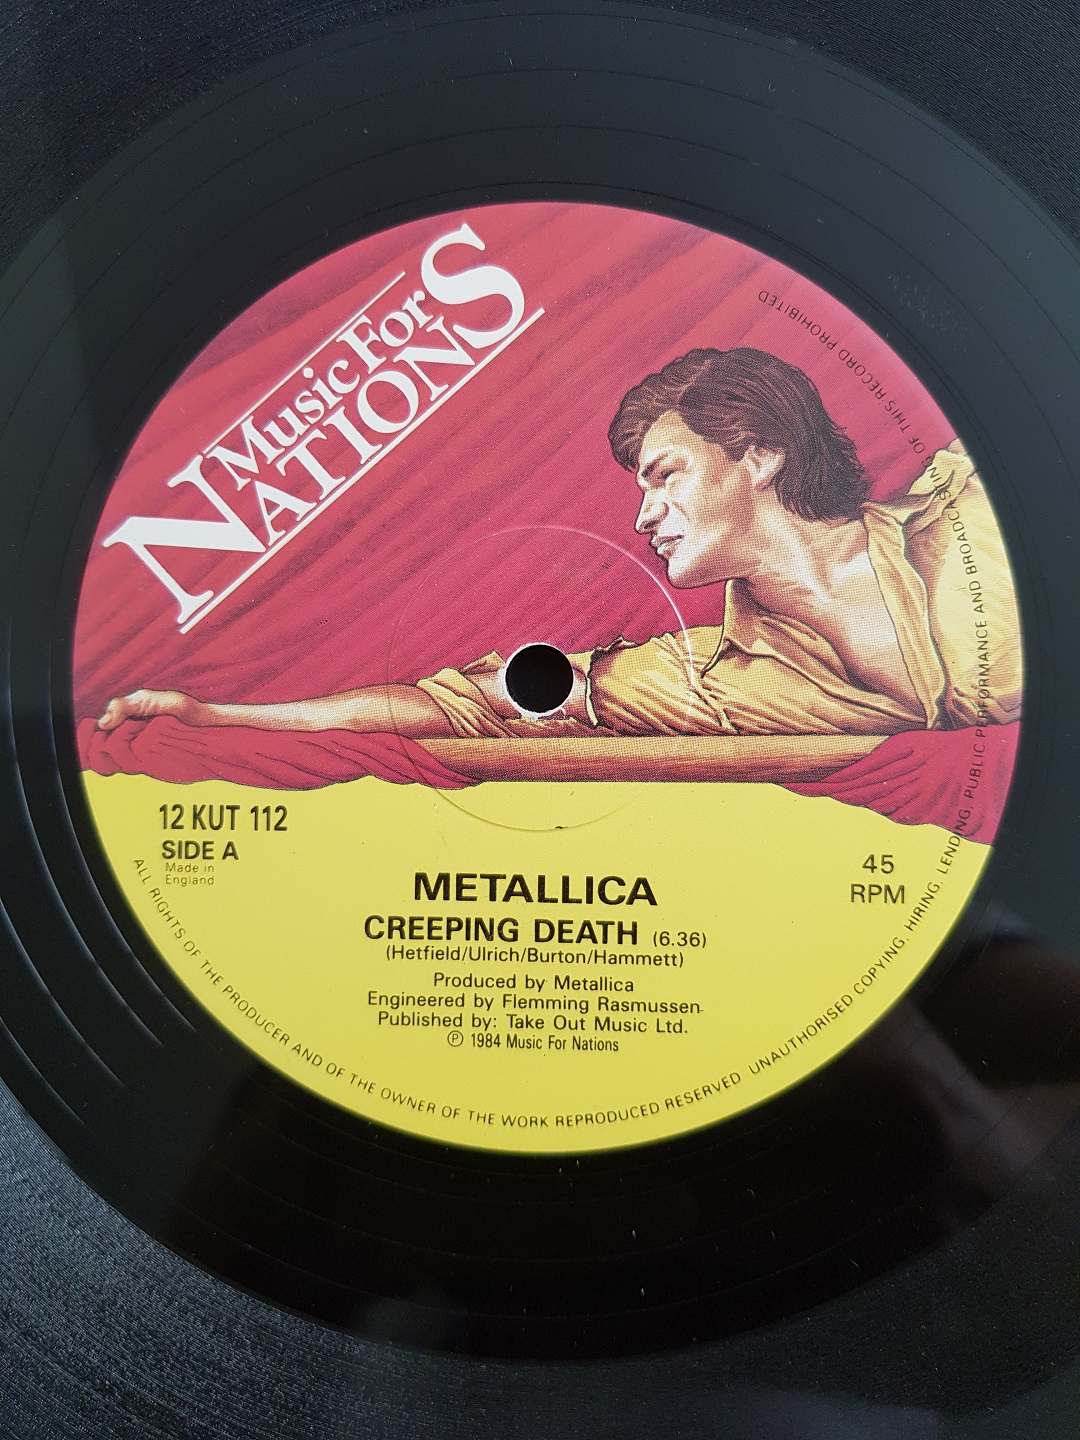 Music For
NATIONS
12 KUT 112
SIDE A
Made in
England
45
RPM
METALLICA
CREEPING DEATH (6.36)
(Hetfield/Ulrich/Burton/Hammett)
Produced by Metallica
Engineered by Flemming Rasmussen
Published by: Take Out Music Ltd.
℗ 1984 Music For Nations
ALL RIGHTS OF THE PRODUCER AND OF THE OWNER OF THE WORK REPRODUCED RESERVED UNAUTHORISED COPYING, HIRING, LENDING, PUBLIC PERFORMANCE AND BROADCASTING OF THIS RECORD PROHIBITED